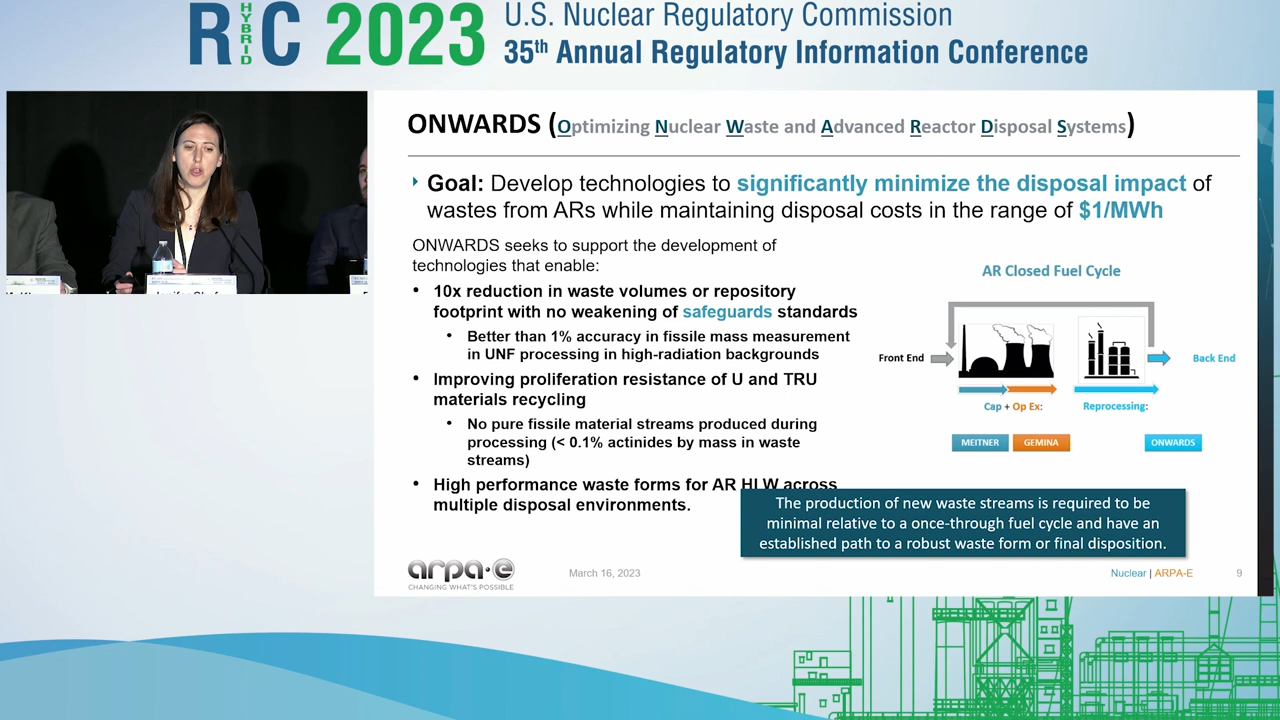 RIC HYBRID 2023
U.S. Nuclear Regulatory Commission
35th Annual Regulatory Information Conference
ONWARDS (Optimizing Nuclear Waste and Advanced Reactor Disposal Systems)
Goal: Develop technologies to significantly minimize the disposal impact of
wastes from ARs while maintaining disposal costs in the range of $1/MWh
ONWARDS seeks to support the development of
technologies that enable:
• 10x reduction in waste volumes or repository
footprint with no weakening of safeguards standards
• Better than 1% accuracy in fissile mass measurement
in UNF processing in high-radiation backgrounds
• Improving proliferation resistance of U and TRU
materials recycling
• No pure fissile material streams produced during
processing (< 0.1% actinides by mass in waste
streams)
• High performance waste forms for AR HLW across
multiple disposal environments.
AR Closed Fuel Cycle
Front End
Back End
Cap + Op Ex:
Reprocessing:
MEITNER
GEMINA
ONWARDS
The production of new waste streams is required to be
minimal relative to a once-through fuel cycle and have an
established path to a robust waste form or final disposition.
arpa·e
CHANGING WHAT'S POSSIBLE
March 16, 2023
Nuclear | ARPA-E
9